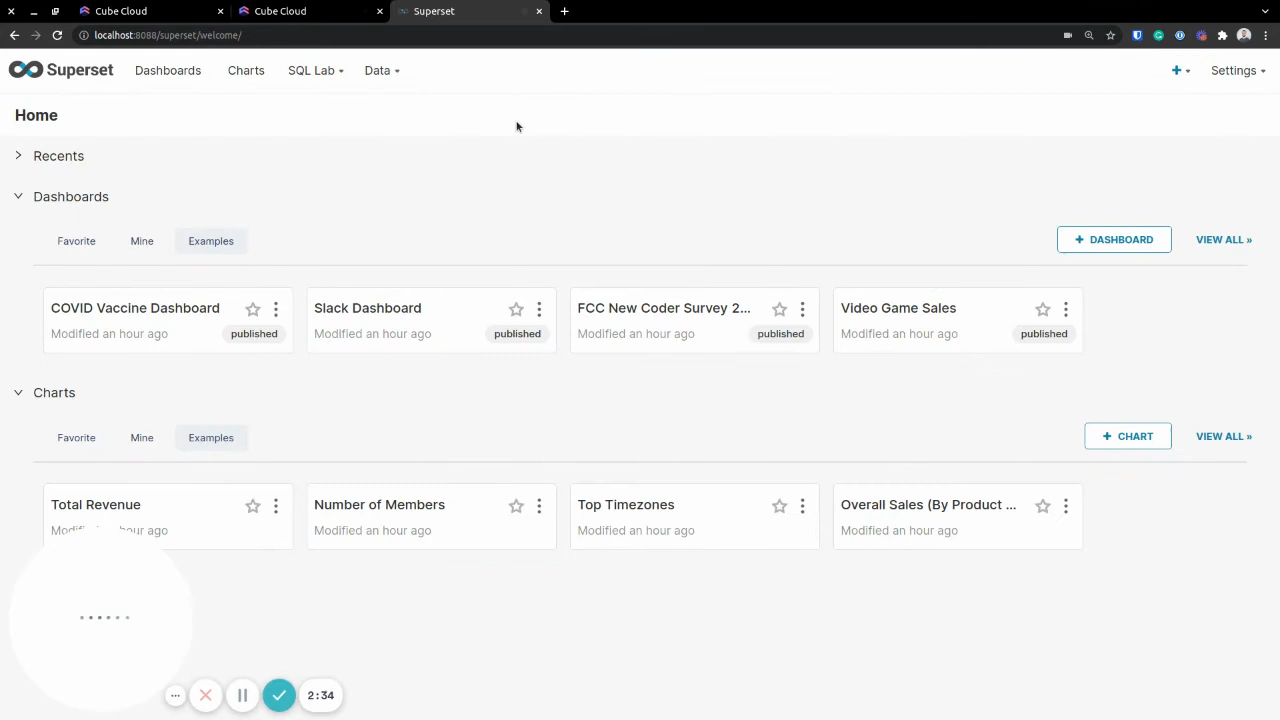 Cube Cloud
Cube Cloud
Superset
localhost:8088/superset/welcome/
Superset
Dashboards
Charts
SQL Lab
Data
Settings
Home
Recents
Dashboards
Favorite
Mine
Examples
+ DASHBOARD
VIEW ALL »
COVID Vaccine Dashboard
Modified an hour ago
published
Slack Dashboard
Modified an hour ago
published
FCC New Coder Survey 2...
Modified an hour ago
published
Video Game Sales
Modified an hour ago
published
Charts
Favorite
Mine
Examples
+ CHART
VIEW ALL »
Total Revenue
Modified an hour ago
Number of Members
Modified an hour ago
Top Timezones
Modified an hour ago
Overall Sales (By Product ...
Modified an hour ago
2:34